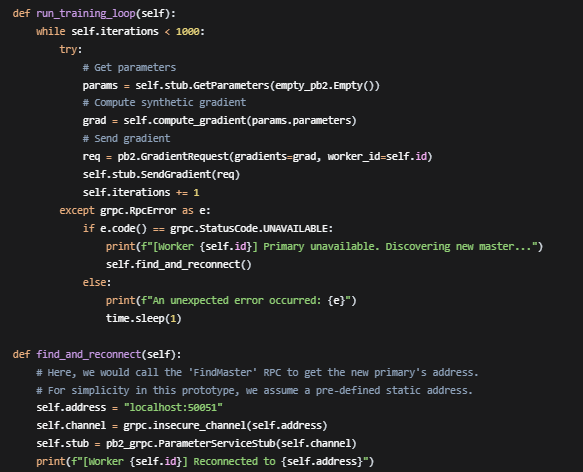 def run_training_loop(self):
    while self.iterations < 1000:
        try:
            # Get parameters
            params = self.stub.GetParameters(empty_pb2.Empty())
            # Compute synthetic gradient
            grad = self.compute_gradient(params.parameters)
            # Send gradient
            req = pb2.GradientRequest(gradients=grad, worker_id=self.id)
            self.stub.SendGradient(req)
            self.iterations += 1
        except grpc.RpcError as e:
            if e.code() == grpc.StatusCode.UNAVAILABLE:
                print(f"[Worker {self.id}] Primary unavailable. Discovering new master...")
                self.find_and_reconnect()
            else:
                print(f"An unexpected error occurred: {e}")
                time.sleep(1)

def find_and_reconnect(self):
    # Here, we would call the 'FindMaster' RPC to get the new primary's address.
    # For simplicity in this prototype, we assume a pre-defined static address.
    self.address = "localhost:50051"
    self.channel = grpc.insecure_channel(self.address)
    self.stub = pb2_grpc.ParameterServiceStub(self.channel)
    print(f"[Worker {self.id}] Reconnected to {self.address}")